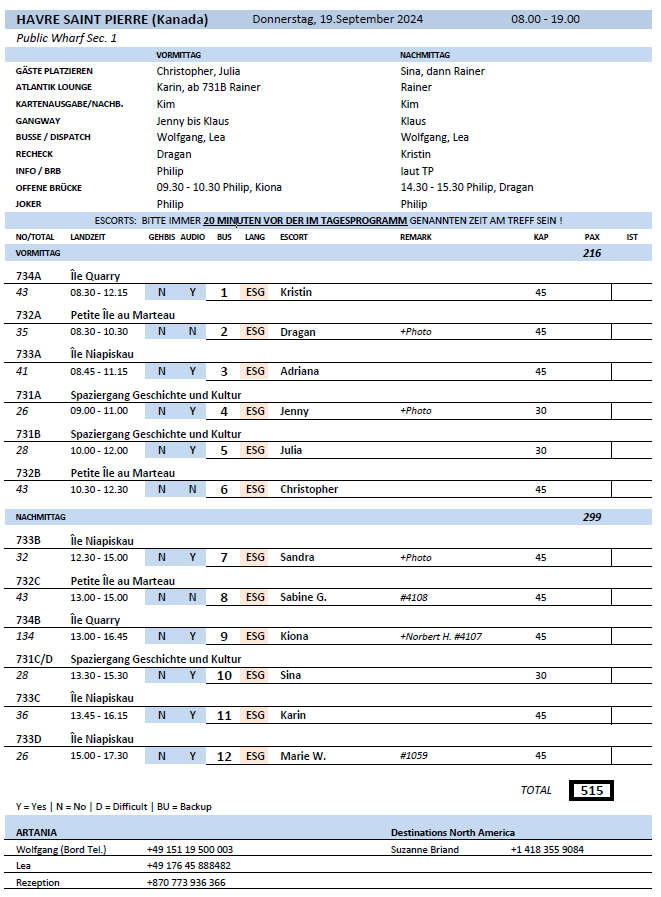 HAVRE SAINT PIERRE (Kanada) Donnerstag, 19.September 2024 08.00 - 19.00
Public Wharf Sec. 1
VORMITTAG NACHMITTAG
GÄSTE PLATZIEREN Christopher, Julia Sina, dann Rainer
ATLANTIK LOUNGE Karin, ab 731B Rainer Rainer
KARTENAUSGABE/NACHB. Kim Kim
GANGWAY Jenny bis Klaus Klaus
BUSSE / DISPATCH Wolfgang, Lea Wolfgang, Lea
RECHECK Dragan Kristin
INFO / BRB Philip laut TP
OFFENE BRÜCKE 09.30 - 10.30 Philip, Kiona 14.30 - 15.30 Philip, Dragan
JOKER Philip Philip
ESCORTS: BITTE IMMER 20 MINUTEN VOR DER IM TAGESPROGRAMM GENANNTEN ZEIT AM TREFF SEIN !
NO/TOTAL LANDZEIT GEHBIS AUDIO BUS LANG ESCORT REMARK KAP PAX IST
VORMITTAG 216
734A Île Quarry
43 08.30 - 12.15 N Y 1 ESG Kristin 45
732A Petite Île au Marteau
35 08.30 - 10.30 N N 2 ESG Dragan +Photo 45
733A Île Niapiskau
41 08.45 - 11.15 N Y 3 ESG Adriana 45
731A Spaziergang Geschichte und Kultur
26 09.00 - 11.00 N Y 4 ESG Jenny +Photo 30
731B Spaziergang Geschichte und Kultur
28 10.00 - 12.00 N Y 5 ESG Julia 30
732B Petite Île au Marteau
43 10.30 - 12.30 N N 6 ESG Christopher 45
NACHMITTAG 299
733B Île Niapiskau
32 12.30 - 15.00 N Y 7 ESG Sandra +Photo 45
732C Petite Île au Marteau
43 13.00 - 15.00 N N 8 ESG Sabine G. #4108 45
734B Île Quarry
134 13.00 - 16.45 N Y 9 ESG Kiona +Norbert H. #4107 45
731C/D Spaziergang Geschichte und Kultur
28 13.30 - 15.30 N Y 10 ESG Sina 30
733C Île Niapiskau
36 13.45 - 16.15 N Y 11 ESG Karin 45
733D Île Niapiskau
26 15.00 - 17.30 N Y 12 ESG Marie W. #1059 45
TOTAL 515
Y = Yes | N = No | D = Difficult | BU = Backup
ARTANIA Destinations North America
Wolfgang (Bord Tel.) +49 151 19 500 003 Suzanne Briand +1 418 355 9084
Lea +49 176 45 888482
Rezeption +870 773 936 366